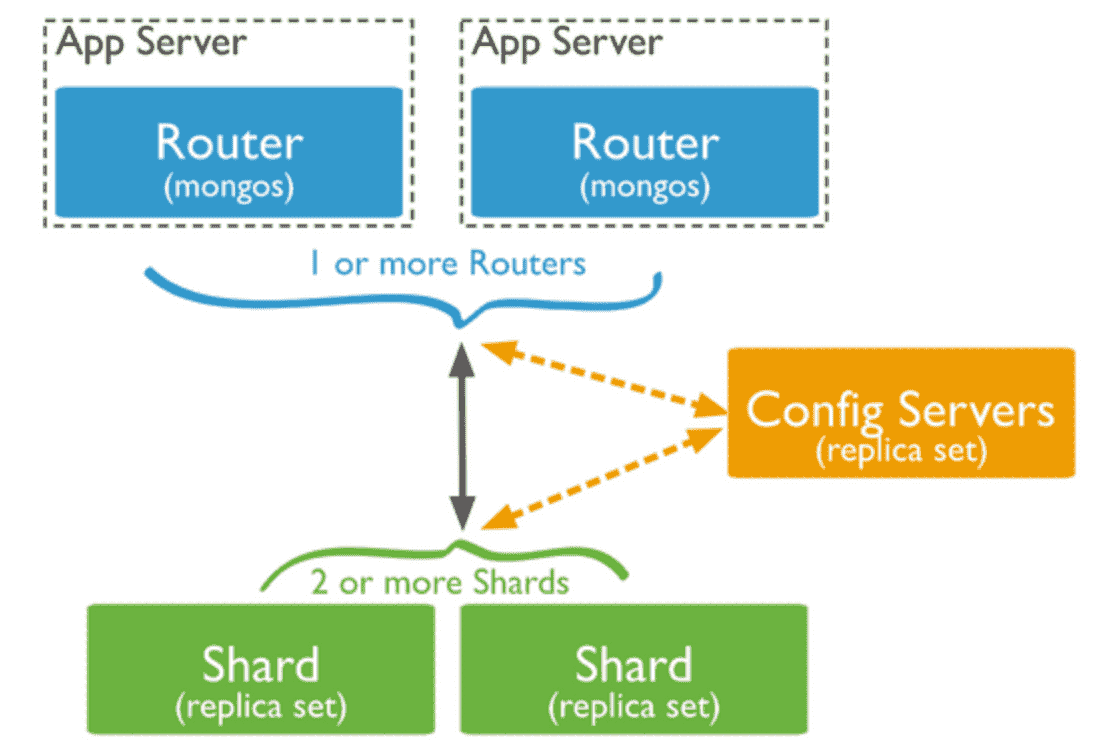 App Server
App Server
Router
(mongos)
Router
(mongos)
1 or more Routers
Config Servers
(replica set)
2 or more Shards
Shard
(replica set)
Shard
(replica set)